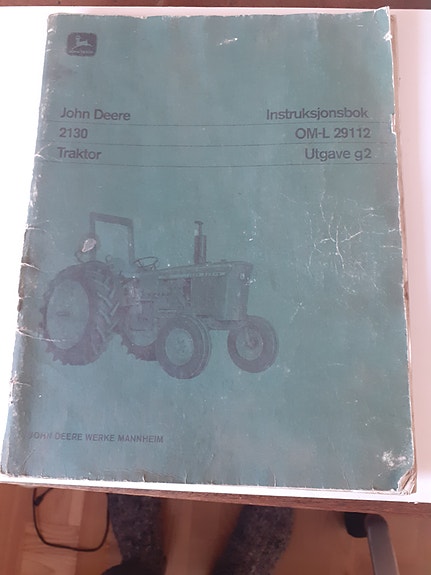 John Deere Instruksjonsbok
2130 OM-L 29112
Traktor Utgave g2
JOHN DEERE WERKE MANNHEIM